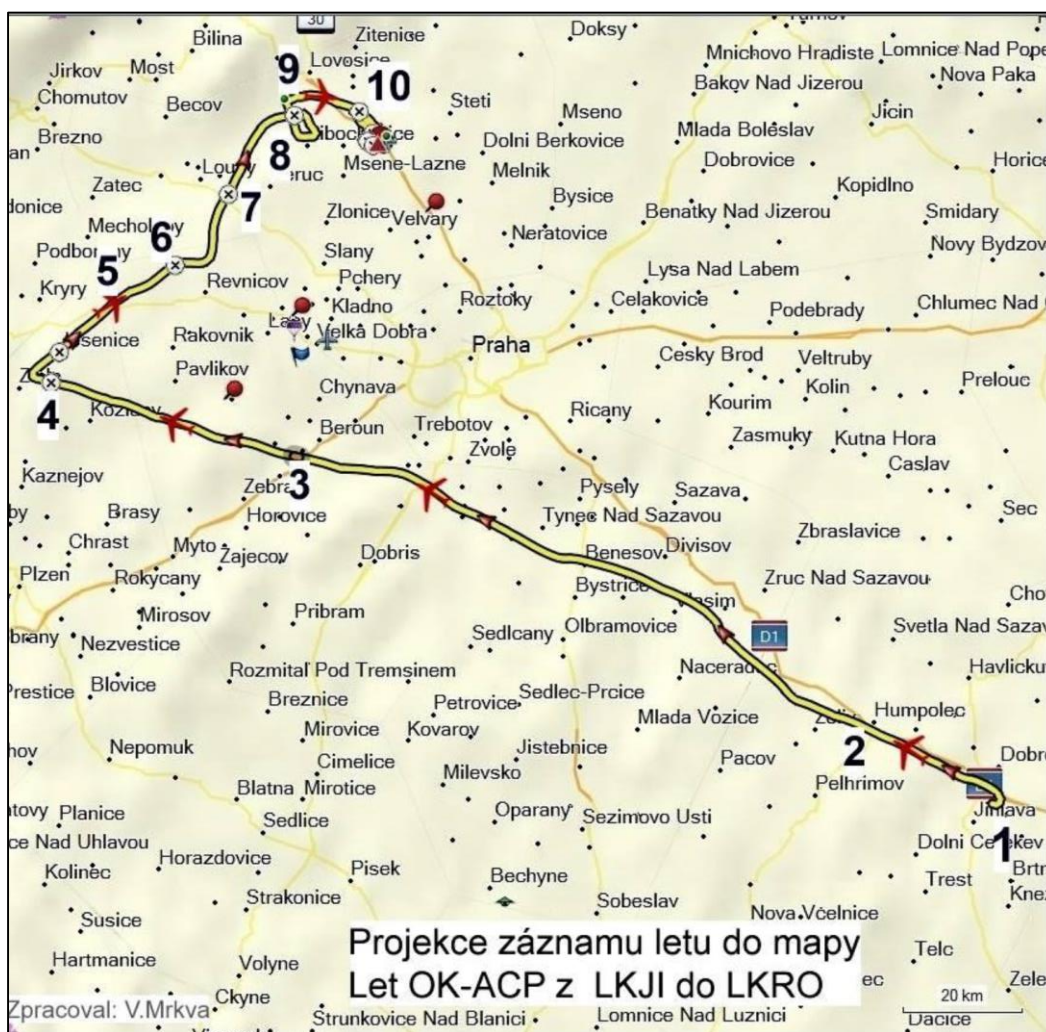 30
Zitenice
Doksy
Bilina
Mnichovo Hradiste
Lomnice Nad Pope
9
Lovosice
Jirkov
Most
Bakov Nad Jizerou
Nova Paka
Chomutov
Becov
10
Steti
Mseno
Jicin
Brezno
Mlada Boleslav
8
Dolni Berkovice
Horice
Msene-Lazne
Melnik
Dobrovice
Zatec
7
Bysice
Kopidlno
Zlonice
Velvary
Benatky Nad Jizerou
Smidary
6
Slany
Neratovice
Novy Bydzov
Podborany
5
Revnicov
Pchery
Lysa Nad Labem
Kryry
Kladno
Roztoky
Celakovice
Podebrady
Chlumec Nad
Rakovnik
Lany
Velka Dobra
Praha
Cesky Brod
Veltruby
Pavlikov
Chynava
Kolin
Prelouc
4
Kourim
Ricany
Beroun
Trebotov
Zasmuky
Kutna Hora
Zvole
Caslav
Kaznejov
3
Pysely
Sazava
Brasy
Horovice
Tynec Nad Sazavou
Sec
Zbraslavice
Chrast
Myto
Zajecov
Dobris
Benesov
Divisov
Plzen
Rokycany
Bystrice
Zruc Nad Sazavou
Mirosov
Pribram
Vlasim
Nezvestice
Sedlcany
Olbramovice
D1
Svetla Nad Sazav
Rozmital Pod Tremsinem
Naceradec
Havlickuv
Prestice
Blovice
Sedlec-Prcice
Breznice
Petrovice
Mlada Vozice
Humpolec
Mirovice
Kovarov
2
Nepomuk
Jistebnice
Pacov
Cimelice
Milevsko
Pelhrimov
Blatna
Mirotice
Planice
Sedlice
Oparany
Sezimovo Usti
Jihlava
1
ce Nad Uhlavou
Horazdovice
Pisek
Dolni Cerekev
Kolinec
Bechyne
Trest
Strakonice
Sobeslav
Susice
Nova Vcelnice
Projekce záznamu letu do mapy
Telc
Hartmanice
Volyne
Let OK-ACP z LKJI do LKRO
20 km
Ckyne
Zpracoval: V.Mrkva
Strunkovice Nad Blanici
Lomnice Nad Luznici
Dacice